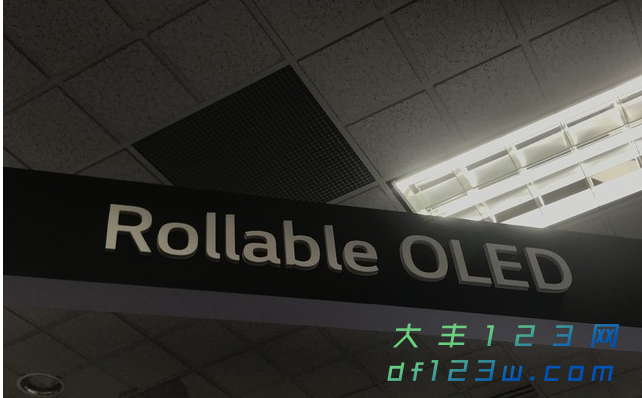 Rollable OLED
大丰123网
df123w.com